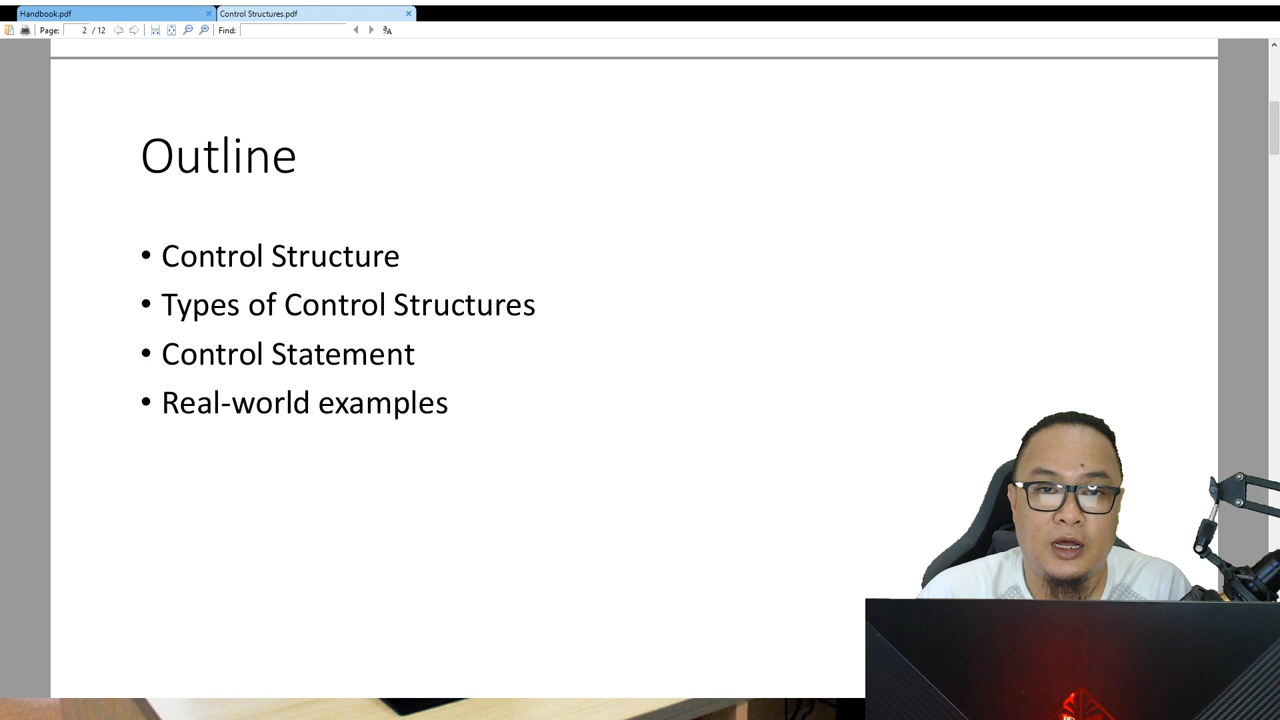 Handbook.pdf
Control Structures.pdf
Page: 2 / 12
Find:
Outline
• Control Structure
• Types of Control Structures
• Control Statement
• Real-world examples